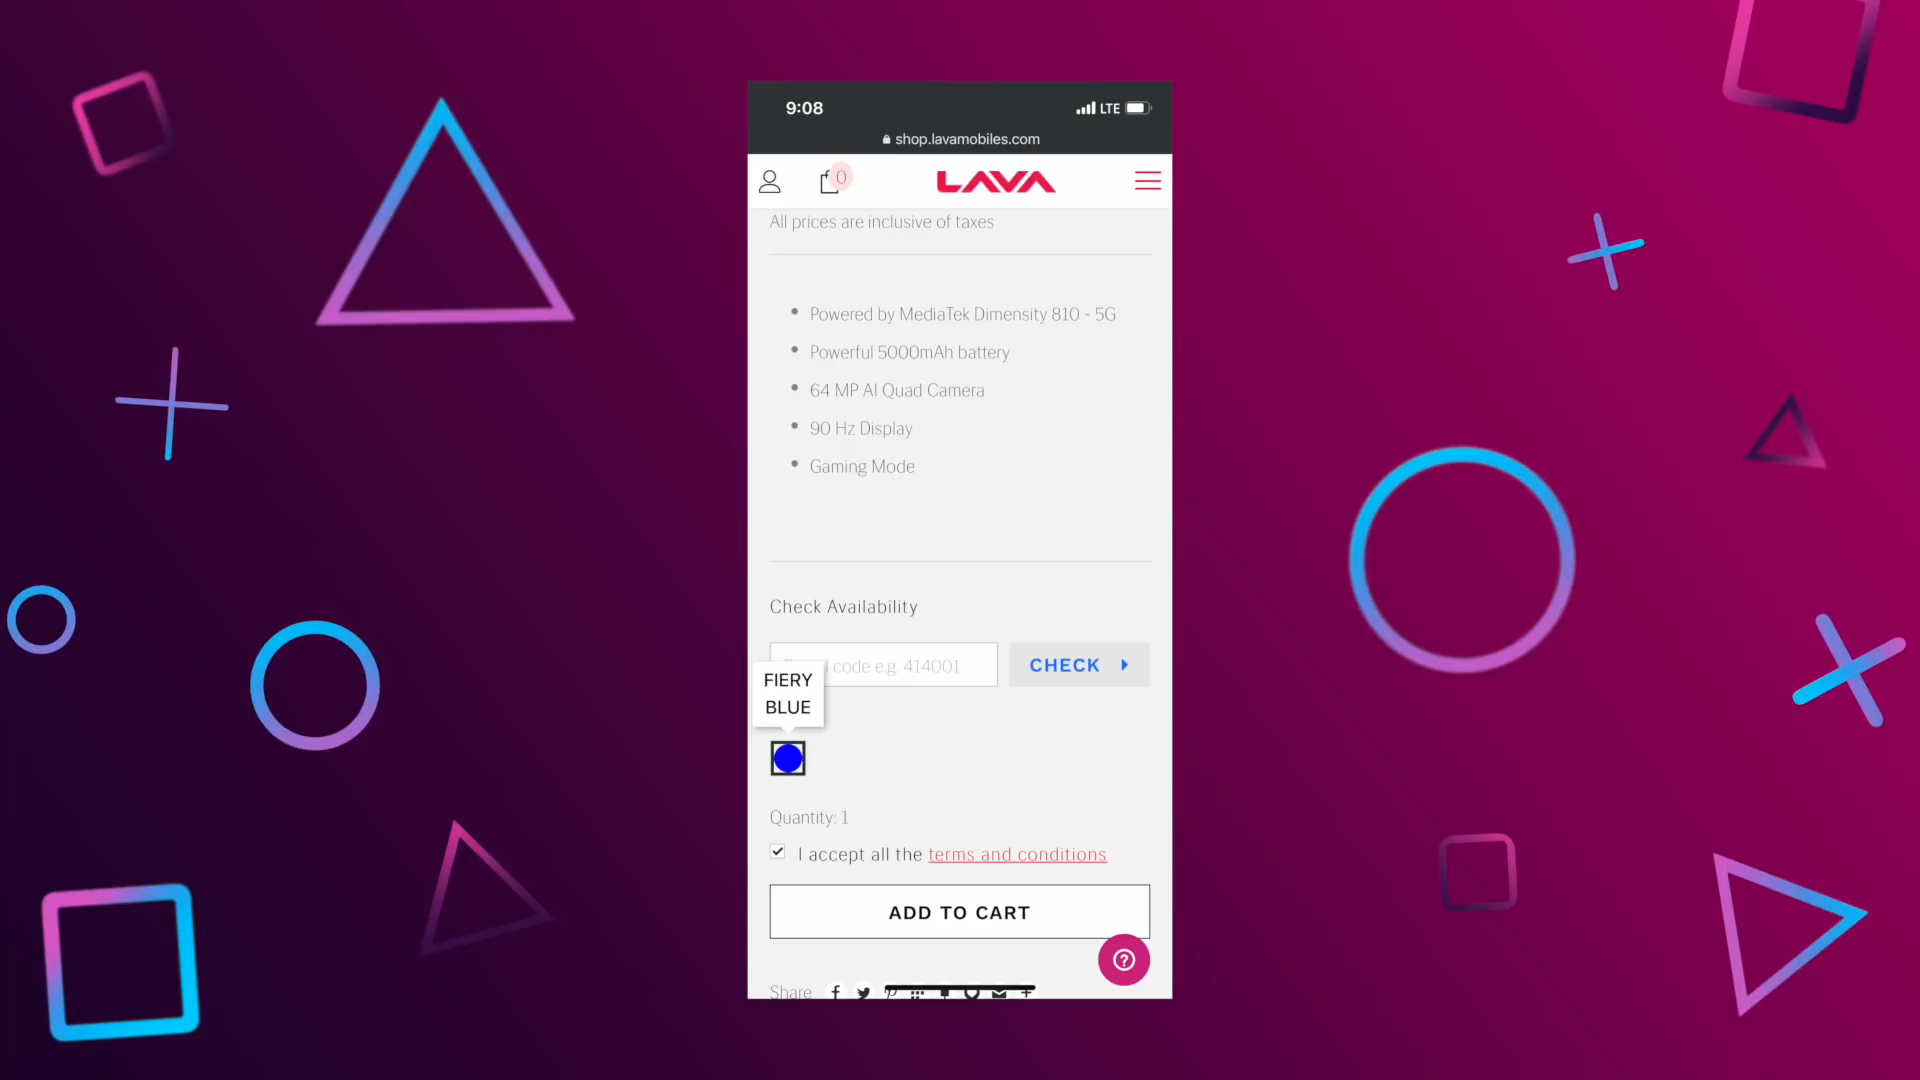 9:08 LTE
shop.lavamobiles.com
0 LAVA
All prices are inclusive of taxes
Powered by MediaTek Dimensity 810 - 5G
Powerful 5000mAh battery
64 MP AI Quad Camera
90 Hz Display
Gaming Mode
Check Availability
code e.g. 414001 CHECK
FIERY
BLUE
Quantity: 1
I accept all the terms and conditions
ADD TO CART
Share